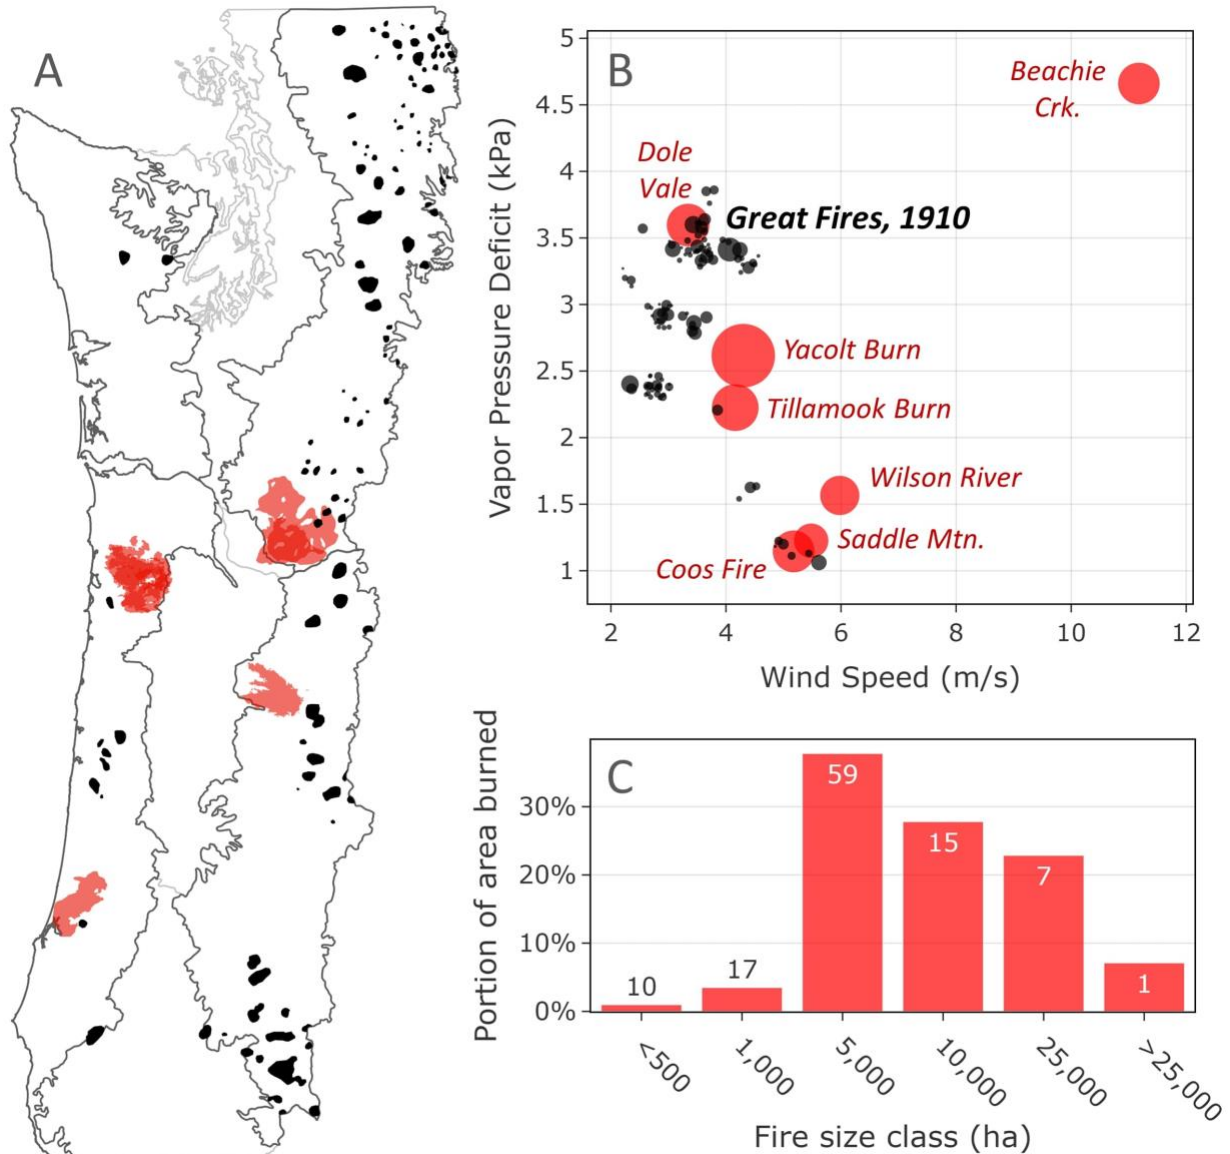 A
B
5
4.5
4
3.5
3
2.5
2
1.5
1
Vapor Pressure Deficit (kPa)
Beachie
Crk.
Dole
Vale
Great Fires, 1910
Yacolt Burn
Tillamook Burn
Wilson River
Saddle Mtn.
Coos Fire
2 4 6 8 10 12
Wind Speed (m/s)
C
Portion of area burned
30%
20%
10%
0%
10 17 59 15 7 1
<500 1,000 5,000 10,000 25,000 >25,000
Fire size class (ha)